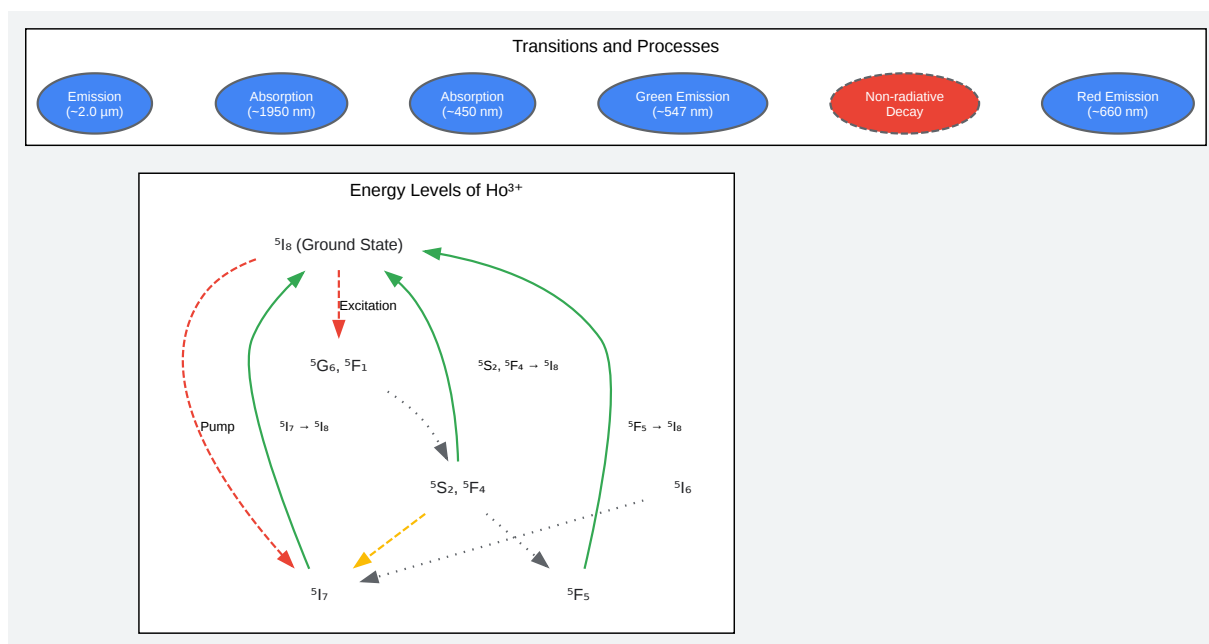 Transitions and Processes
Emission
(~2.0 µm)
Absorption
(~1950 nm)
Absorption
(~450 nm)
Green Emission
(~547 nm)
Non-radiative
Decay
Red Emission
(~660 nm)
Energy Levels of Ho³⁺
⁵I₈ (Ground State)
Excitation
⁵G₆, ⁵F₁
⁵S₂, ⁵F₄ → ⁵I₈
Pump
⁵I₇ → ⁵I₈
⁵F₅ → ⁵I₈
⁵S₂, ⁵F₄
⁵I₆
⁵I₇
⁵F₅